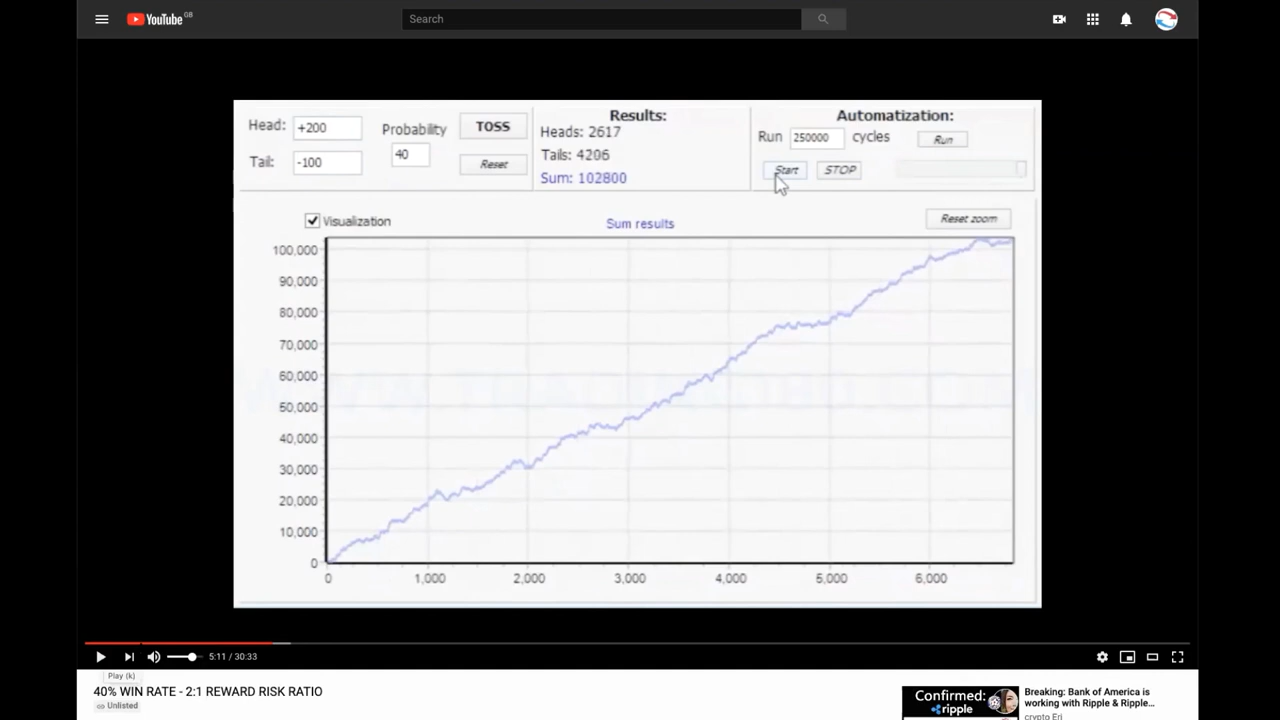 YouTube GB
Search
Head: +200
Tail: -100
Probability
40
TOSS
Reset
Results:
Heads: 2617
Tails: 4206
Sum: 102800
Automatization:
Run 250000 cycles
Run
Start
STOP
Visualization
Sum results
Reset zoom
100,000
90,000
80,000
70,000
60,000
50,000
40,000
30,000
20,000
10,000
0
0 1,000 2,000 3,000 4,000 5,000 6,000
5:11 / 30:33
Play (k)
40% WIN RATE - 2:1 REWARD RISK RATIO
Unlisted
Confirmed:
ripple
Breaking: Bank of America is
working with Ripple & Ripple...
crypto Eri